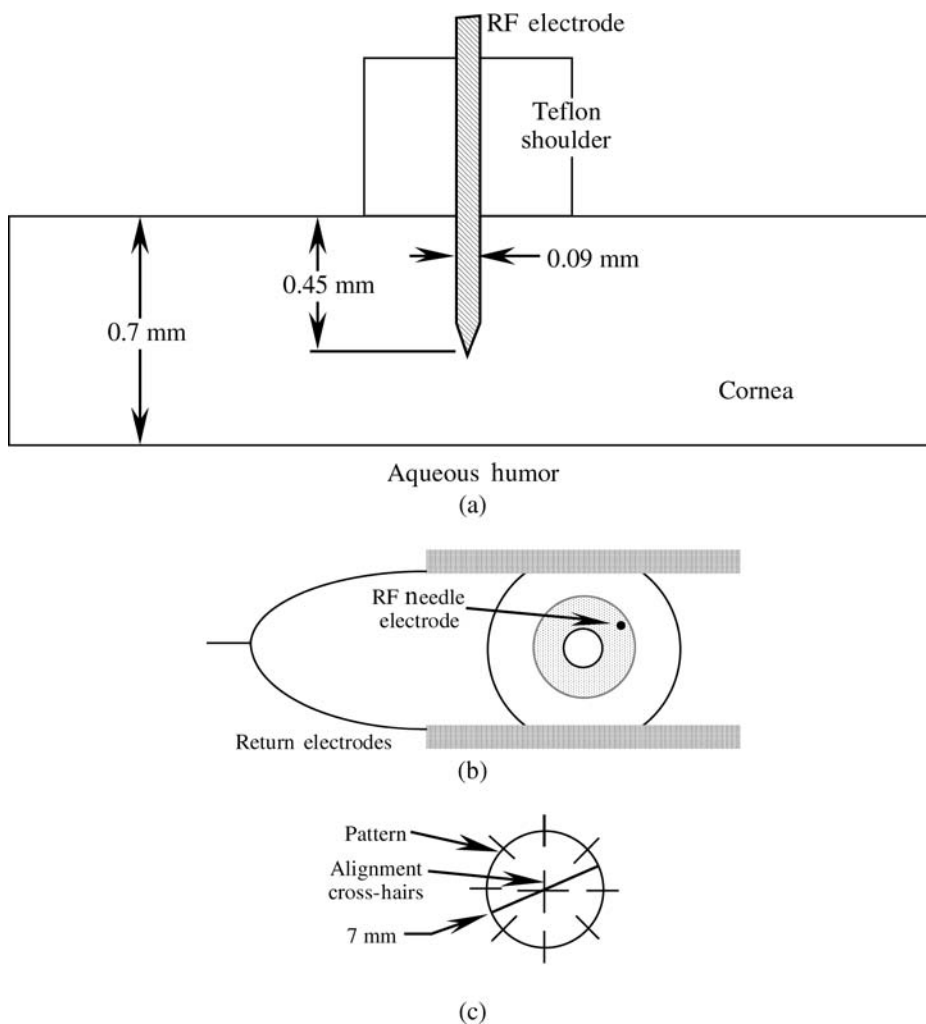 RF electrode
Teflon
shoulder
0.09 mm
0.45 mm
0.7 mm
Cornea
Aqueous humor
(a)
RF needle
electrode
Return electrodes
(b)
Pattern
Alignment
cross-hairs
7 mm
(c)